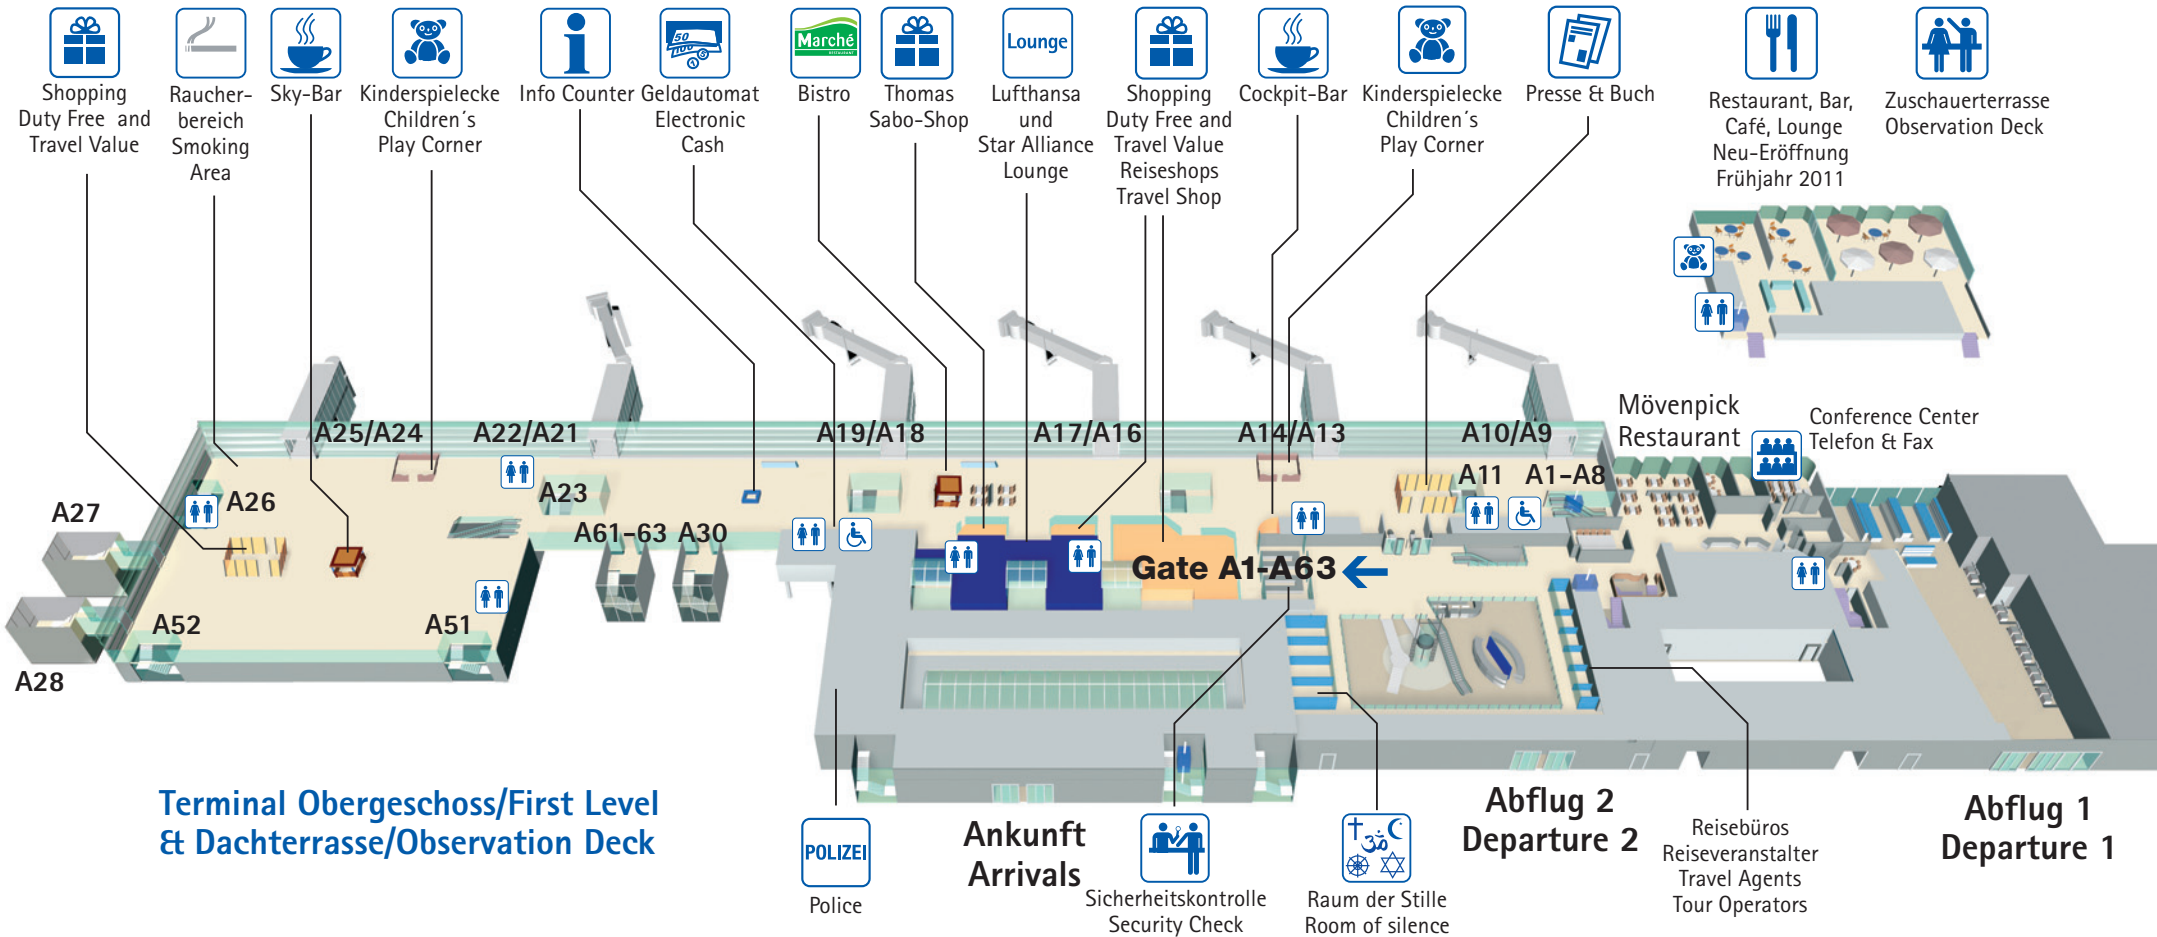 Shopping
Duty Free and
Travel Value
Raucher-
bereich
Smoking
Area
Sky-Bar
Kinderspielecke
Children´s
Play Corner
Info Counter
50
100
Geldautomat
Electronic
Cash
Marché
RESTAURANT
Bistro
Thomas
Sabo-Shop
Lounge
Lufthansa
und
Star Alliance
Lounge
Shopping
Duty Free and
Travel Value
Reiseshops
Travel Shop
Cockpit-Bar
Kinderspielecke
Children´s
Play Corner
Presse & Buch
Restaurant, Bar,
Café, Lounge
Neu-Eröffnung
Frühjahr 2011
Zuschauerterrasse
Observation Deck
A25/A24
A22/A21
A19/A18
A17/A16
A14/A13
A10/A9
Mövenpick
Restaurant
Conference Center
Telefon & Fax
A11
A1-A8
A26
A23
A27
A61-63
A30
Gate A1-A63
A52
A51
A28
Terminal Obergeschoss/First Level
& Dachterrasse/Observation Deck
POLIZEI
Police
Ankunft
Arrivals
Sicherheitskontrolle
Security Check
ॐ
Raum der Stille
Room of silence
Abflug 2
Departure 2
Reisebüros
Reiseveranstalter
Travel Agents
Tour Operators
Abflug 1
Departure 1